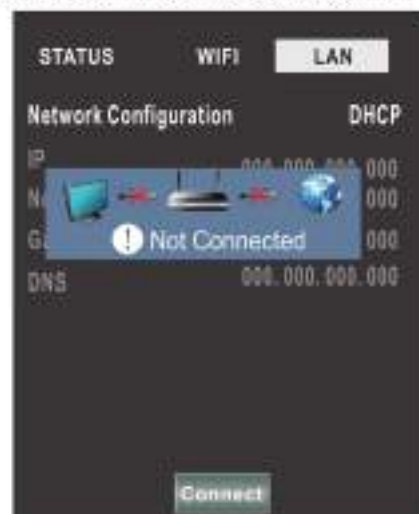 STATUS WIFI LAN
Network Configuration DHCP
IP 000.000.000.000
000
! Not Connected
000
DNS 000.000.000.000
Connect